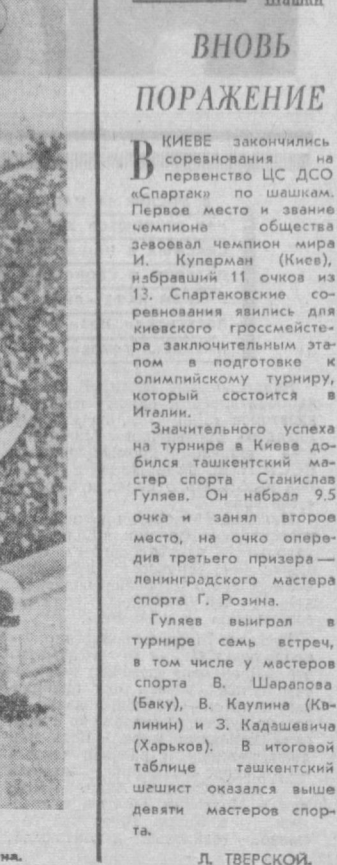 Шашки
ВНОВЬ
ПОРАЖЕНИЕ
В КИЕВЕ закончились
соревнования на
первенство ЦС ДСО
«Спартак» по шашкам.
Первое место и звание
чемпиона общества
завоевал чемпион мира
И. Куперман (Киев),
набравший 11 очков из
13. Спартаковские со-
ревнования явились для
киевского гроссмейсте-
ра заключительным эта-
пом в подготовке к
олимпийскому турниру,
который состоится в
Италии.
Значительного успеха
на турнире в Киеве до-
бился ташкентский ма-
стер спорта Станислав
Гуляев. Он набрал 9.5
очка и занял второе
место, на очко опере-
див третьего призера —
ленинградского мастера
спорта Г. Розина.
Гуляев выиграл в
турнире семь встреч,
в том числе у мастеров
спорта В. Шарапова
(Баку), В. Каулина (Ка-
линин) и З. Кадашевича
(Харьков). В итоговой
таблице ташкентский
шашист оказался выше
девяти мастеров спор-
та.
Л. ТВЕРСКОЙ.